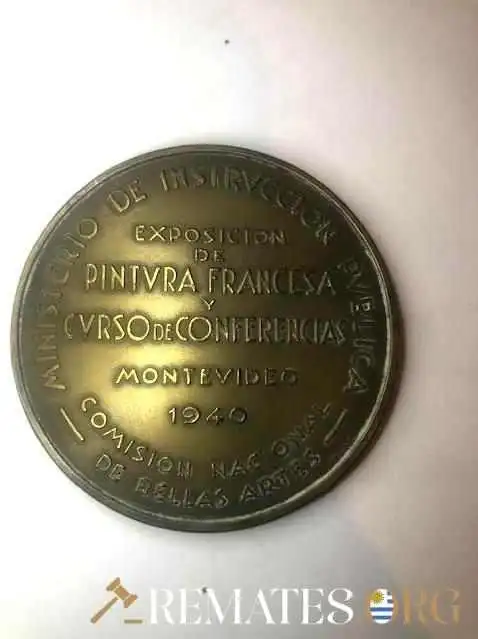 MINISTERIO DE INSTRVCCION PVBLICA
EXPOSICION
DE
PINTVRA FRANCESA
Y
CVRSO DE CONFERENCIAS
MONTEVIDEO
1940
COMISION NACIONAL
DE BELLAS ARTES
REMATES.ORG